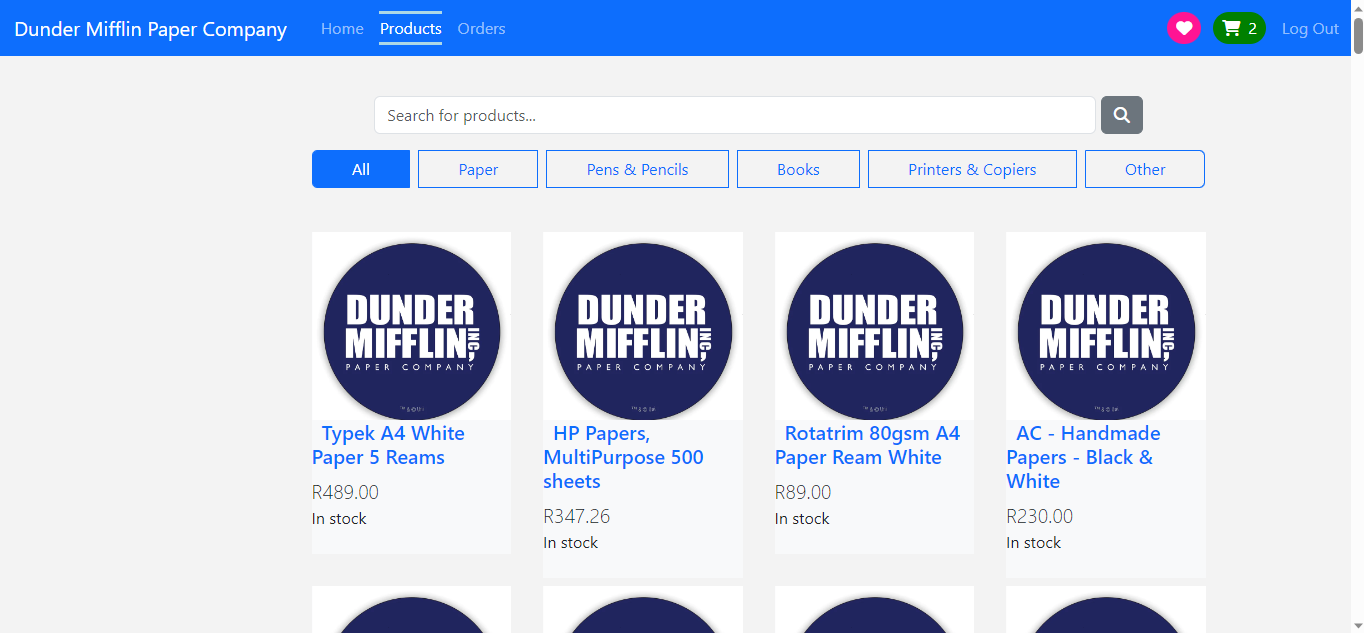 Dunder Mifflin Paper Company Home Products Orders 2 Log Out
Search for products...
All Paper Pens & Pencils Books Printers & Copiers Other
DUNDER MIFFLIN INC, PAPER COMPANY
Typek A4 White
Paper 5 Reams
R489.00
In stock
DUNDER MIFFLIN INC, PAPER COMPANY
HP Papers,
MultiPurpose 500
sheets
R347.26
In stock
DUNDER MIFFLIN INC, PAPER COMPANY
Rotatrim 80gsm A4
Paper Ream White
R89.00
In stock
DUNDER MIFFLIN INC, PAPER COMPANY
AC - Handmade
Papers - Black &
White
R230.00
In stock